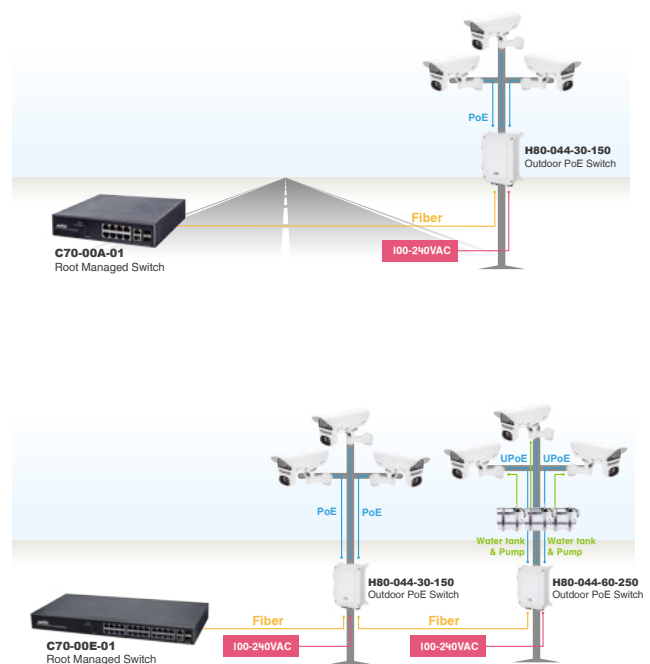 PoE
H80-044-30-150
Outdoor PoE Switch
Fiber
C70-00A-01
Root Managed Switch
100-240VAC
UPoE UPoE
PoE PoE
Water tank
& Pump
Water tank
& Pump
H80-044-30-150
Outdoor PoE Switch
H80-044-60-250
Outdoor PoE Switch
Fiber
Fiber
C70-00E-01
Root Managed Switch
100-240VAC
100-240VAC